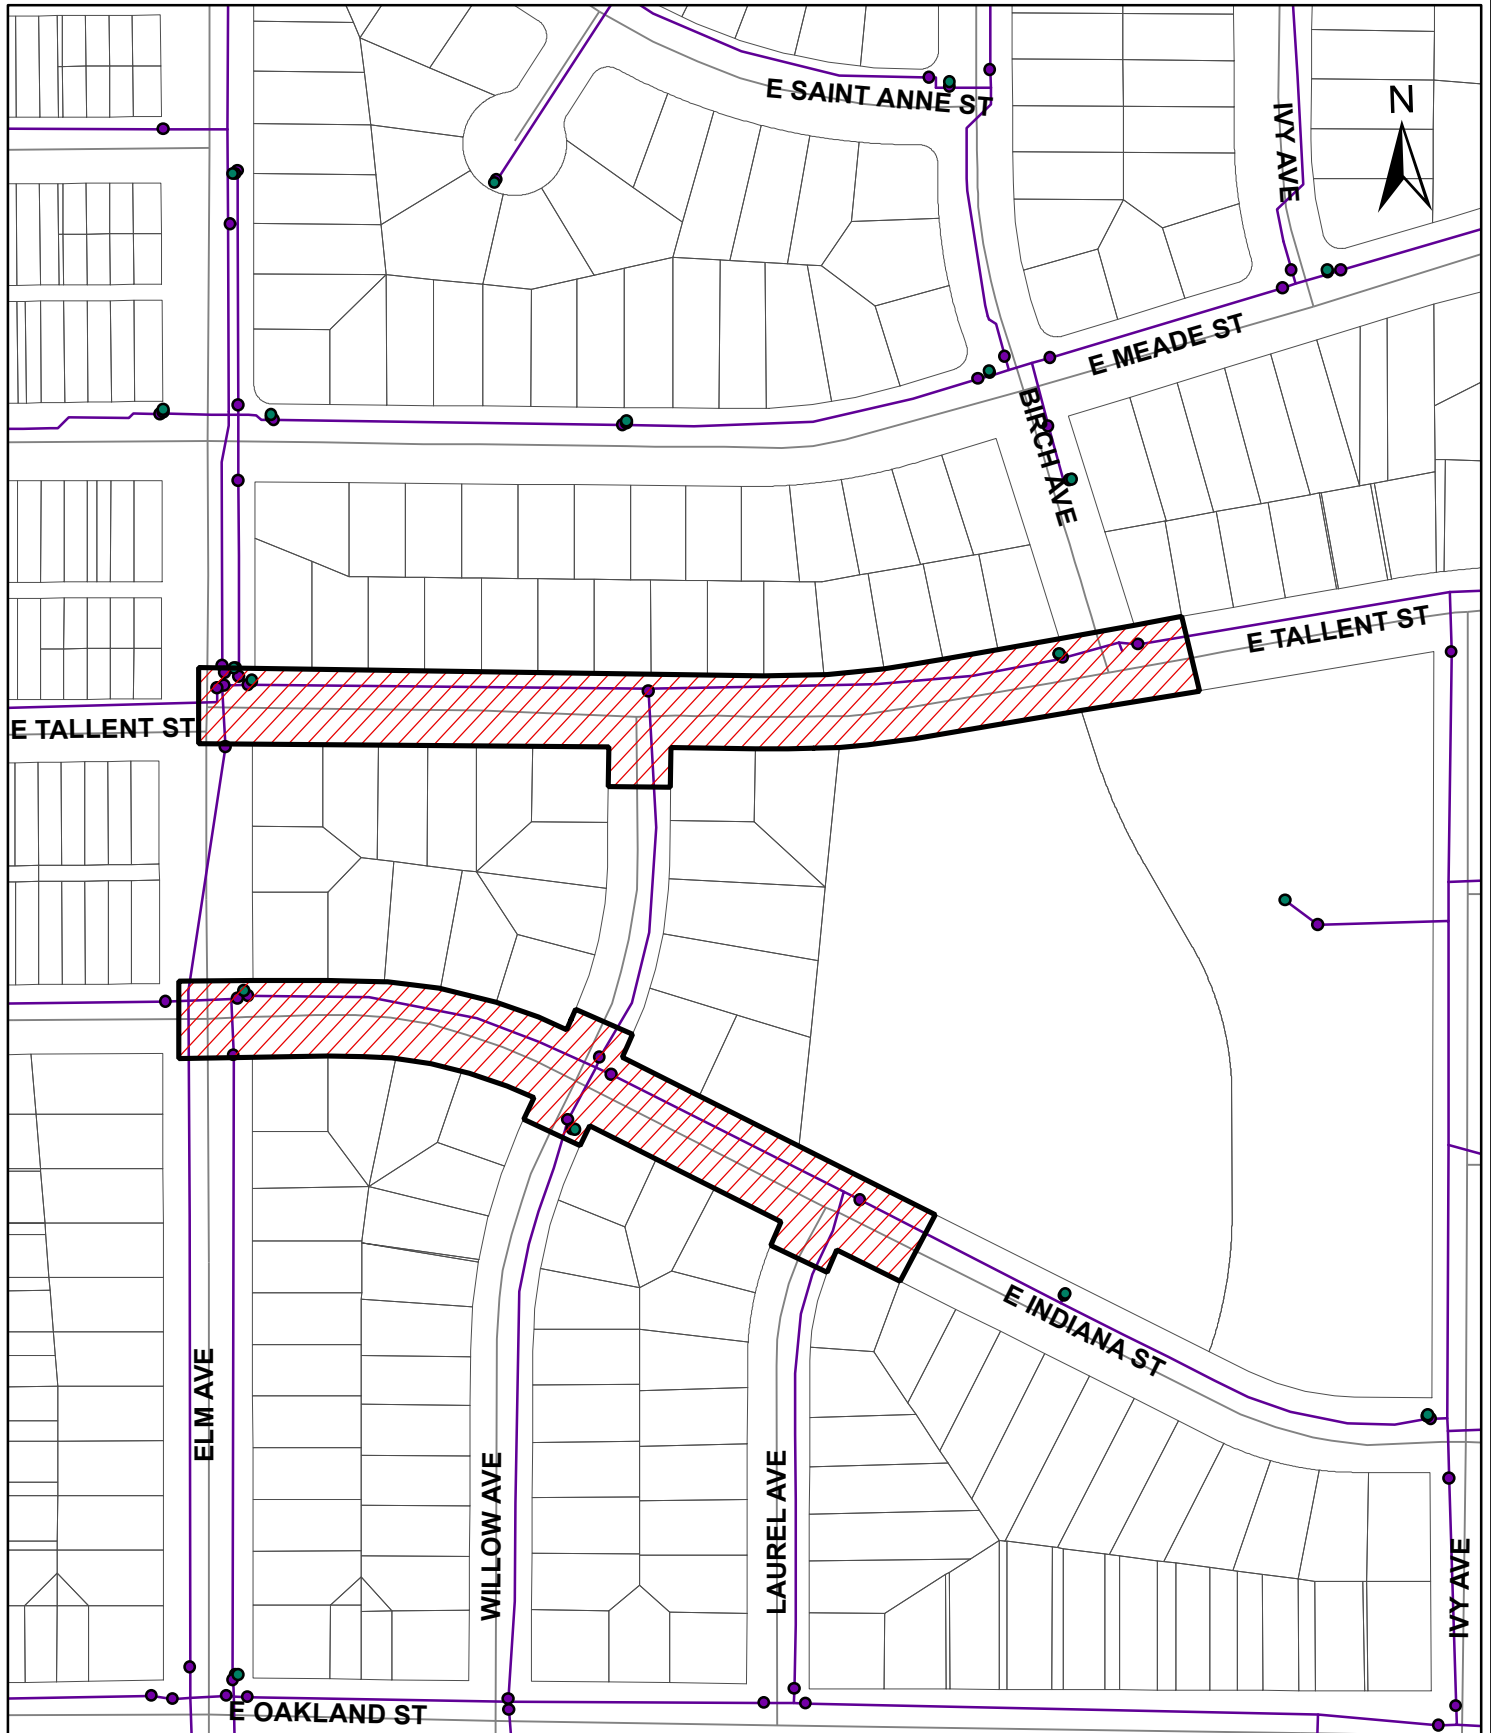 E SAINT ANNE ST
N
IVY AVE
E MEADE ST
BIRCH AVE
E TALLENT ST
E TALLENT ST
E INDIANA ST
ELM AVE
WILLOW AVE
LAUREL AVE
IVY AVE
E OAKLAND ST